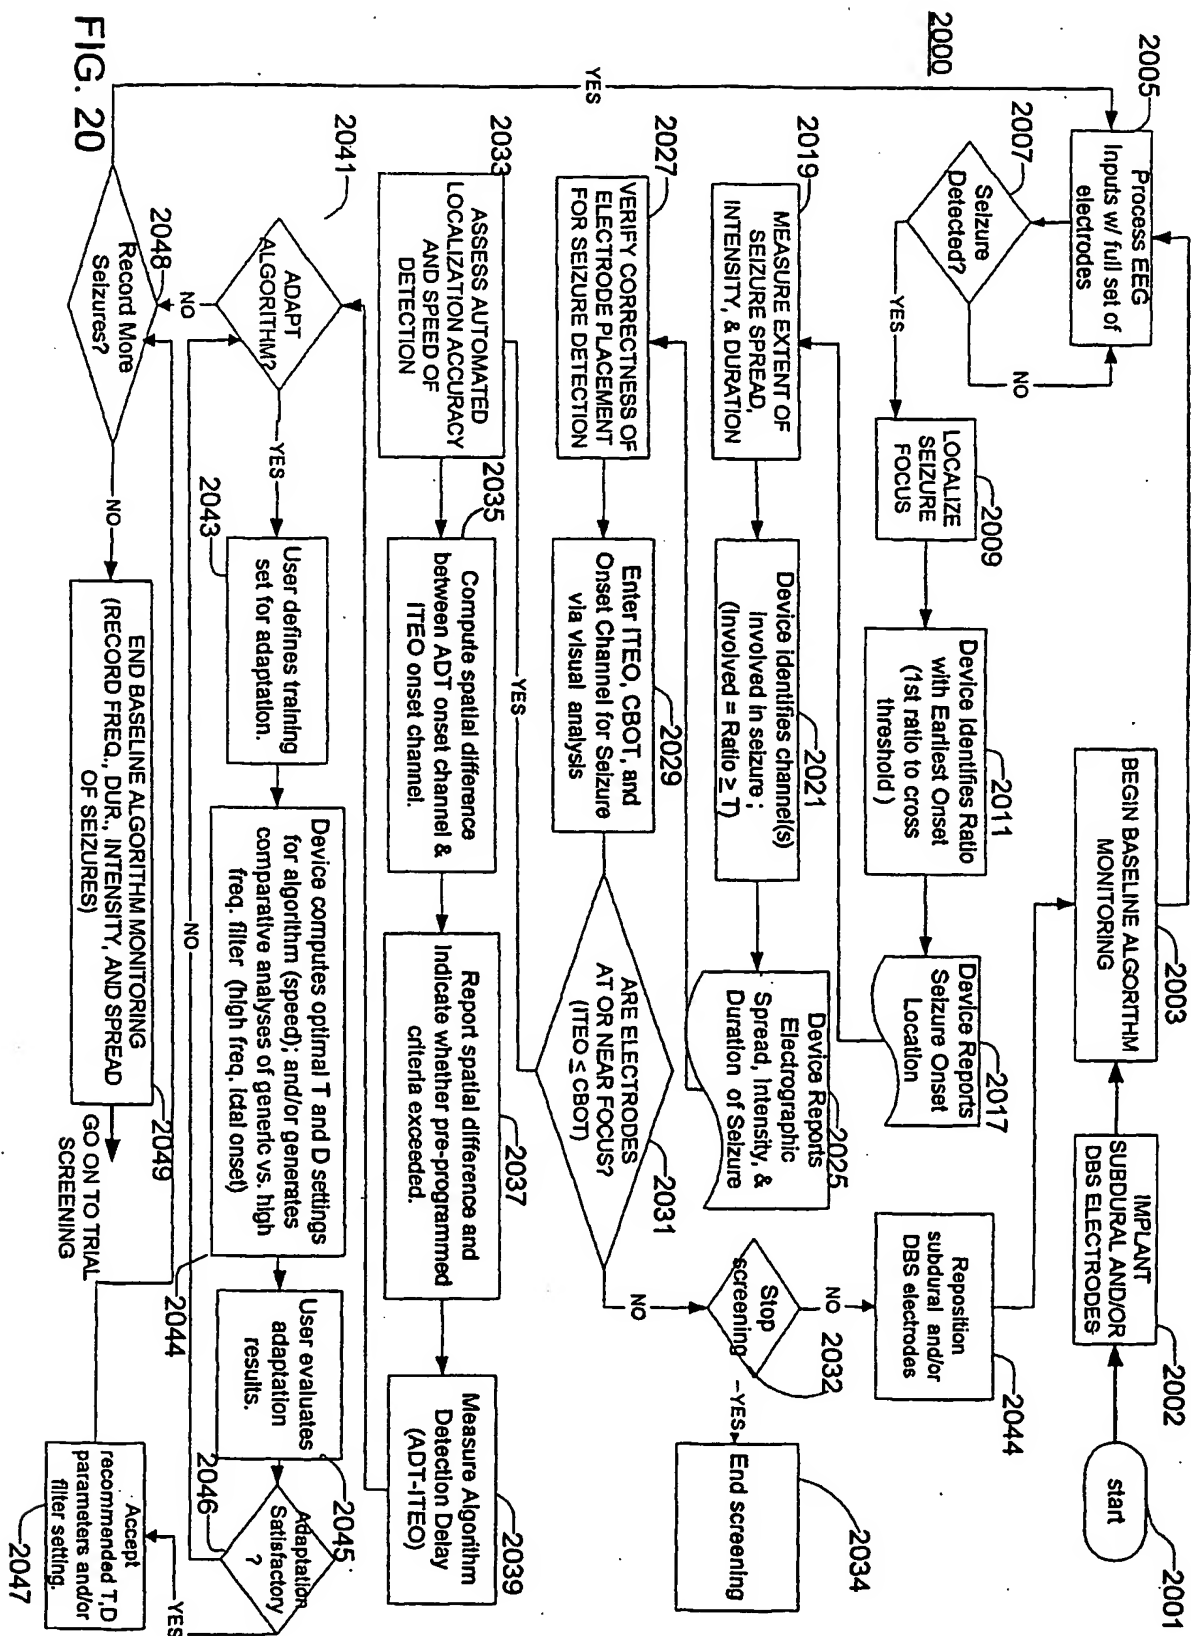 2000
start
2001
IMPLANT
SUBDURAL AND/OR
DBS ELECTRODES
2002
BEGIN BASELINE ALGORITHM
MONITORING
2003
Process EEG
Inputs w/ full set of
electrodes
2005
Seizure
Detected?
2007
NO
YES
LOCALIZE
SEIZURE
FOCUS
2009
Device Identifies Ratio
with Earliest Onset
(1st ratio to cross
threshold )
2011
Device Reports
Seizure Onset
Location
2017
MEASURE EXTENT OF
SEIZURE SPREAD,
INTENSITY, & DURATION
2019
Device identifies channel(s)
involved in seizure ;
(Involved = Ratio ≥ T)
2021
Device Reports
Electrographic
Spread, Intensity, &
Duration of Seizure
2025
VERIFY CORRECTNESS OF
ELECTRODE PLACEMENT
FOR SEIZURE DETECTION
2027
Enter ITEO, CBOT, and
Onset Channel for Seizure
via visual analysis
2029
ARE ELECTRODES
AT OR NEAR FOCUS?
(ITEO ≤ CBOT)
2031
YES
NO
Stop
screening
2032
NO
YES
Reposition
subdural and/or
DBS electrodes
2044
End screening
2034
ASSESS AUTOMATED
LOCALIZATION ACCURACY
AND SPEED OF
DETECTION
2033
Compute spatial difference
between ADT onset channel &
ITEO onset channel.
2035
Report spatial difference and
Indicate whether pre-programmed
criteria exceeded.
2037
Measure Algorithm
Detection Delay
(ADT-ITEO)
2039
ADAPT
ALGORITHM?
2041
YES
NO
User defines training
set for adaptation.
2043
Device computes optimal T and D settings
for algorithm (speed); and/or generates
comparative analyses of generic vs. high
freq. filter (high freq. ictal onset)
2044
User evaluates
adaptation
results.
2045
Adaptation
Satisfactory
?
2046
NO
YES
Accept
recommended T,D
parameters and/or
filter setting.
2047
Record More
Seizures?
2048
YES
NO
END BASELINE ALGORITHM MONITORING
(RECORD FREQ., DUR., INTENSITY, AND SPREAD
OF SEIZURES)
2049
GO ON TO TRIAL
SCREENING
FIG. 20